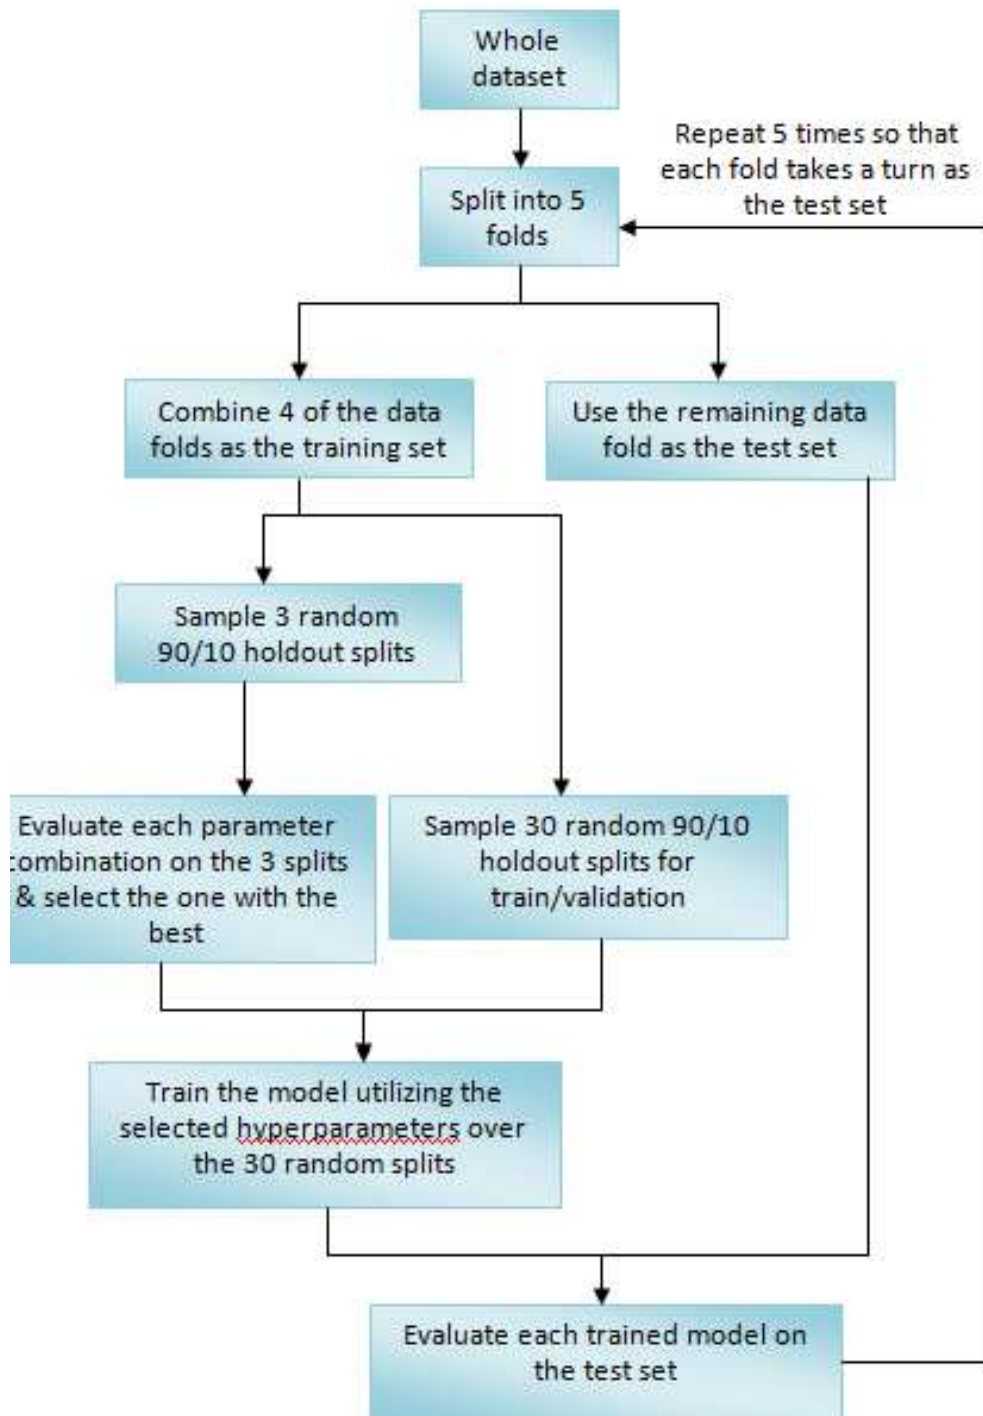 Whole
dataset
Repeat 5 times so that
each fold takes a turn as
the test set
Split into 5
folds
Combine 4 of the data
folds as the training set
Use the remaining data
fold as the test set
Sample 3 random
90/10 holdout splits
Evaluate each parameter
combination on the 3 splits
& select the one with the
best
Sample 30 random 90/10
holdout splits for
train/validation
Train the model utilizing the
selected hyperparameters over
the 30 random splits
Evaluate each trained model on
the test set